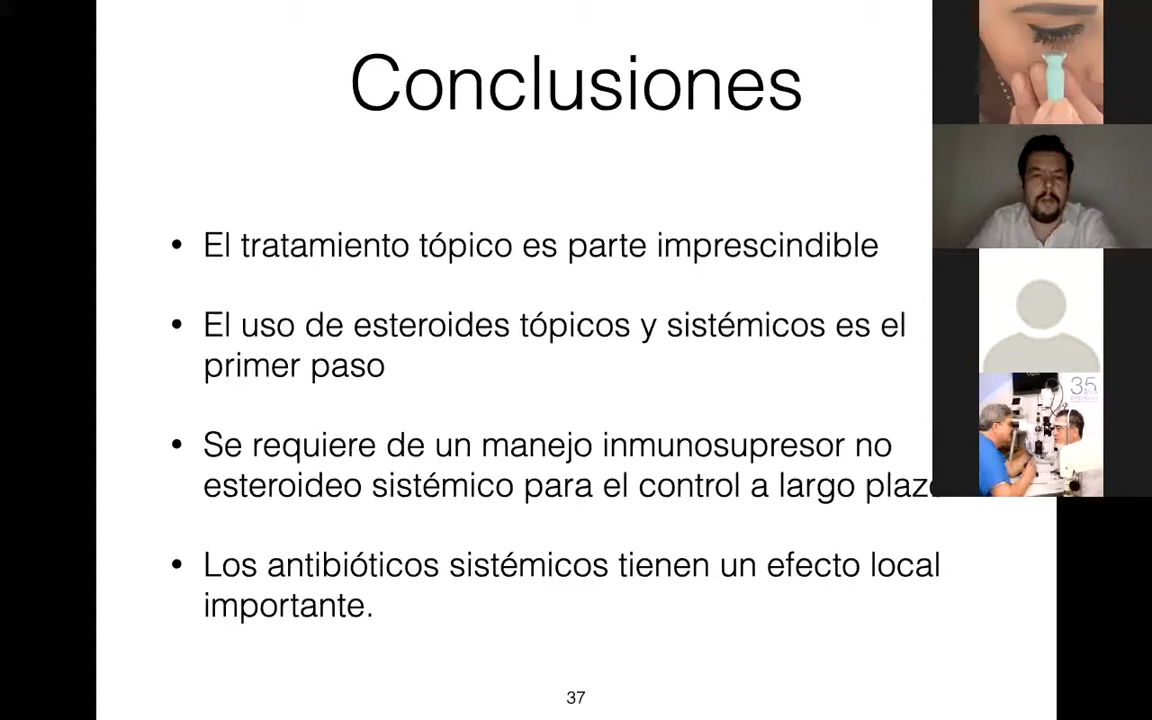 Conclusiones
• El tratamiento tópico es parte imprescindible
• El uso de esteroides tópicos y sistémicos es el
primer paso
• Se requiere de un manejo inmunosupresor no
esteroideo sistémico para el control a largo plazo
• Los antibióticos sistémicos tienen un efecto local
importante.
37
35